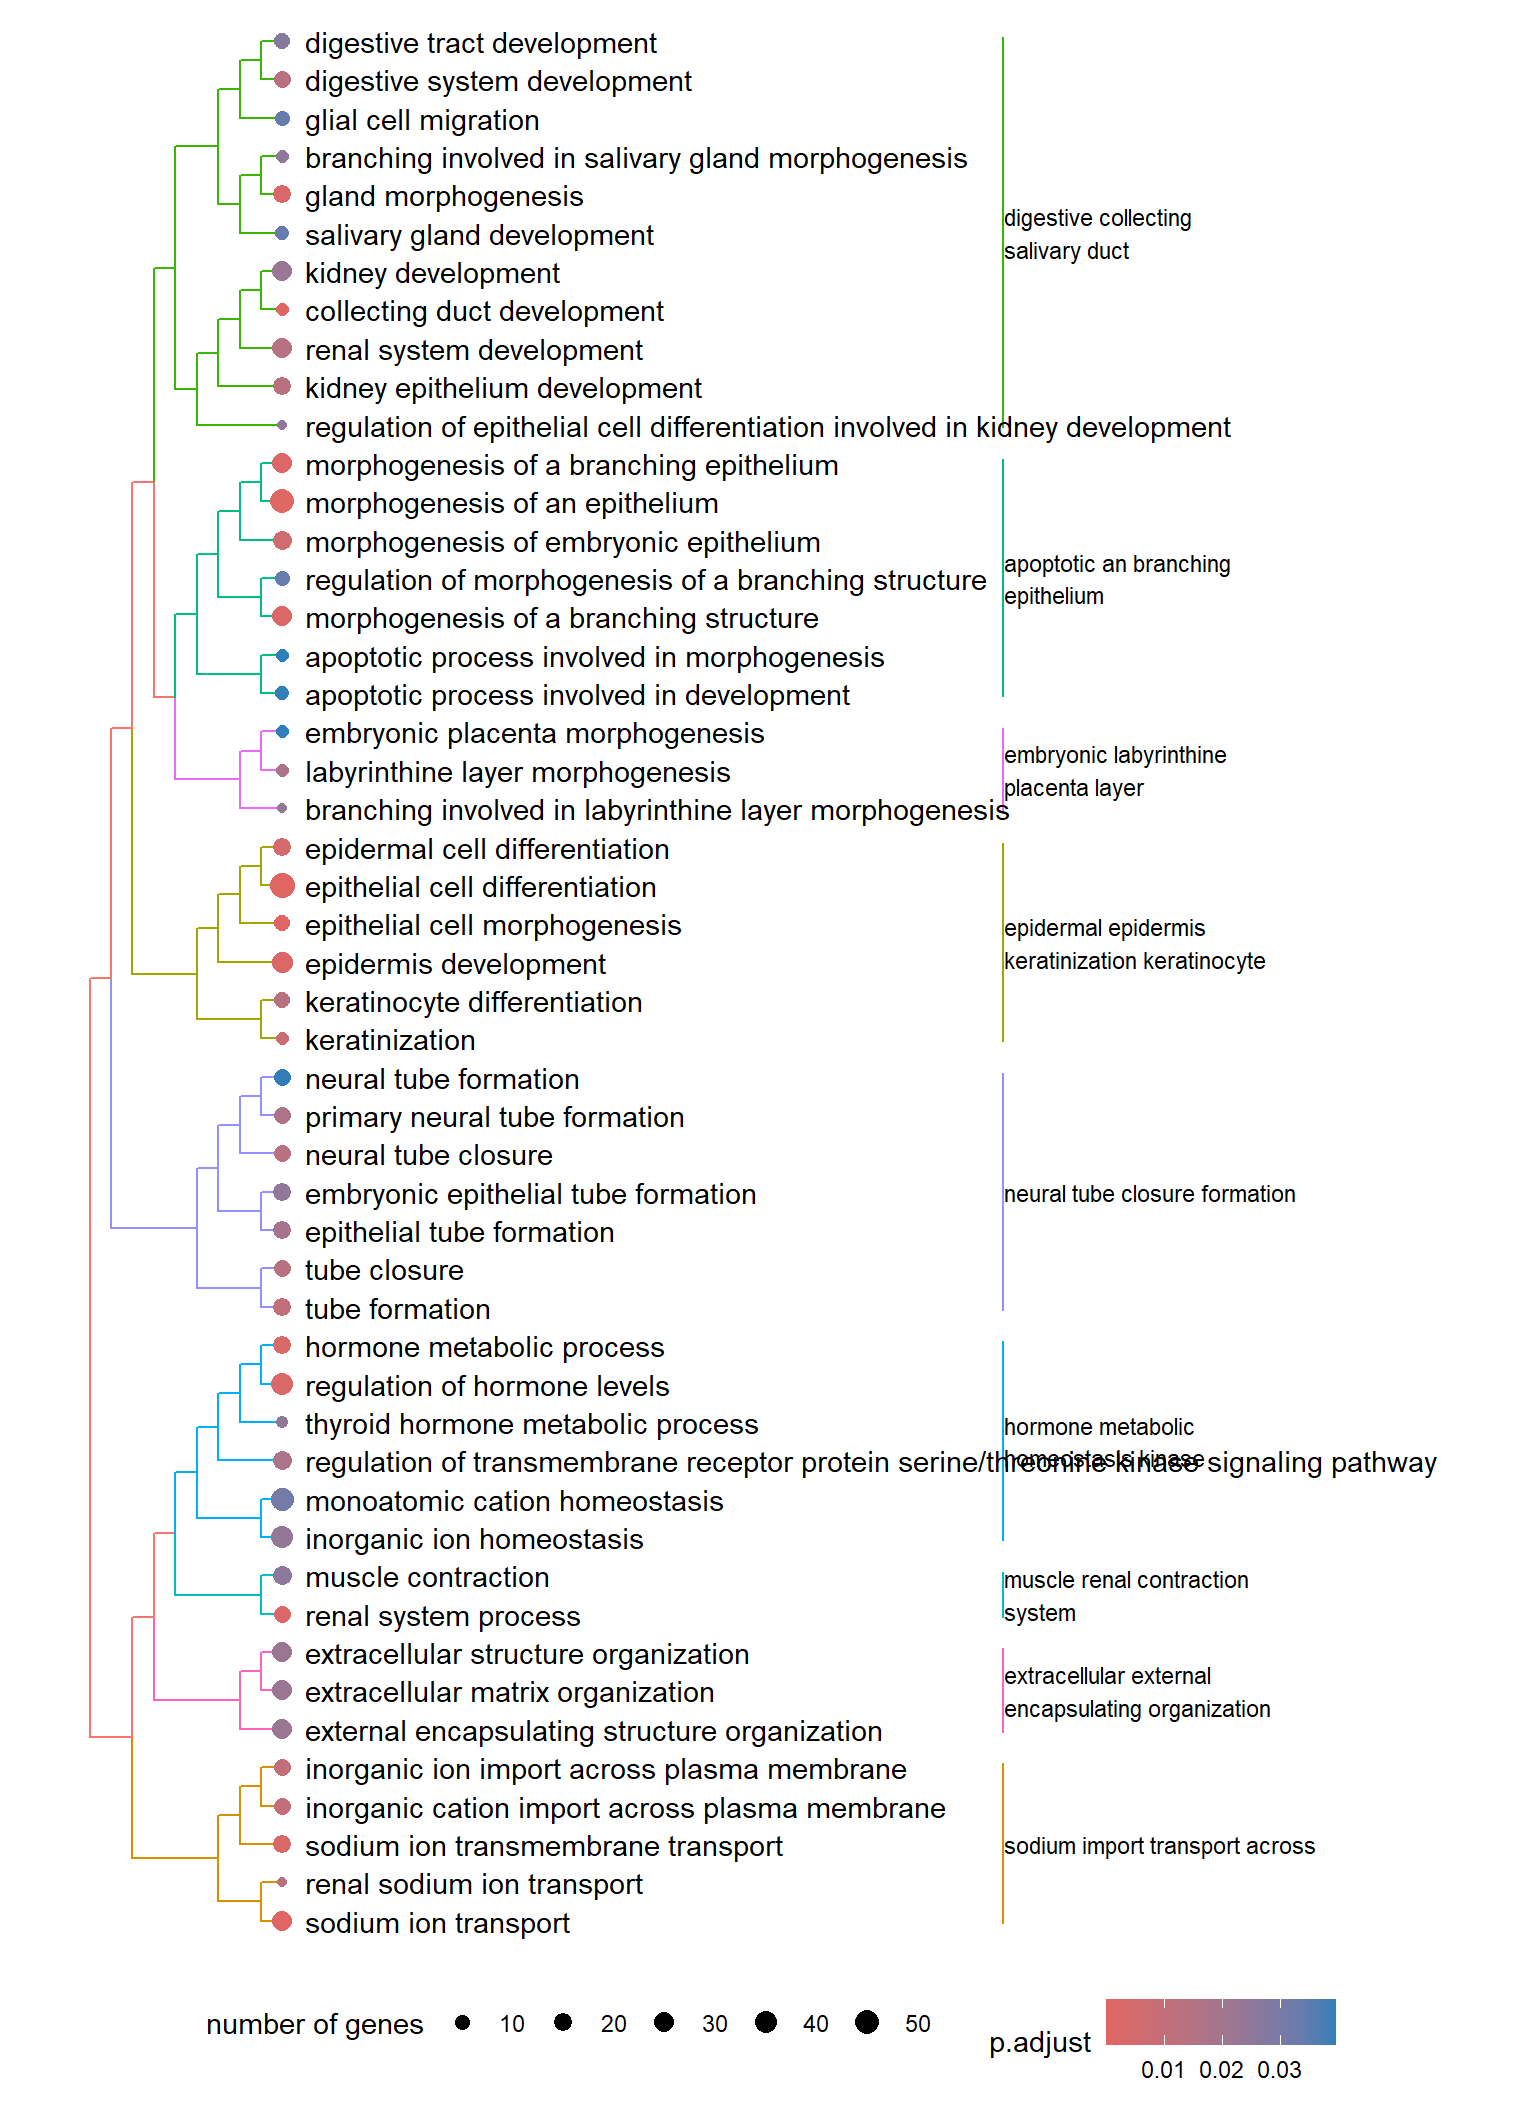 digestive tract development
digestive system development
glial cell migration
branching involved in salivary gland morphogenesis
gland morphogenesis
salivary gland development
kidney development
collecting duct development
renal system development
kidney epithelium development
regulation of epithelial cell differentiation involved in kidney development
digestive collecting
salivary duct
morphogenesis of a branching epithelium
morphogenesis of an epithelium
morphogenesis of embryonic epithelium
regulation of morphogenesis of a branching structure
morphogenesis of a branching structure
apoptotic process involved in morphogenesis
apoptotic process involved in development
apoptotic an branching
epithelium
embryonic placenta morphogenesis
labyrinthine layer morphogenesis
branching involved in labyrinthine layer morphogenesis
embryonic labyrinthine
placenta layer
epidermal cell differentiation
epithelial cell differentiation
epithelial cell morphogenesis
epidermis development
keratinocyte differentiation
keratinization
epidermal epidermis
keratinization keratinocyte
neural tube formation
primary neural tube formation
neural tube closure
embryonic epithelial tube formation
epithelial tube formation
tube closure
tube formation
neural tube closure formation
hormone metabolic process
regulation of hormone levels
thyroid hormone metabolic process
regulation of transmembrane receptor protein serine/threonine kinase signaling pathway
monoatomic cation homeostasis
inorganic ion homeostasis
hormone metabolic
homeostasis kinase
muscle contraction
renal system process
muscle renal contraction
system
extracellular structure organization
extracellular matrix organization
external encapsulating structure organization
extracellular external
encapsulating organization
inorganic ion import across plasma membrane
inorganic cation import across plasma membrane
sodium ion transmembrane transport
renal sodium ion transport
sodium ion transport
sodium import transport across
number of genes 10 20 30 40 50
p.adjust
0.01 0.02 0.03